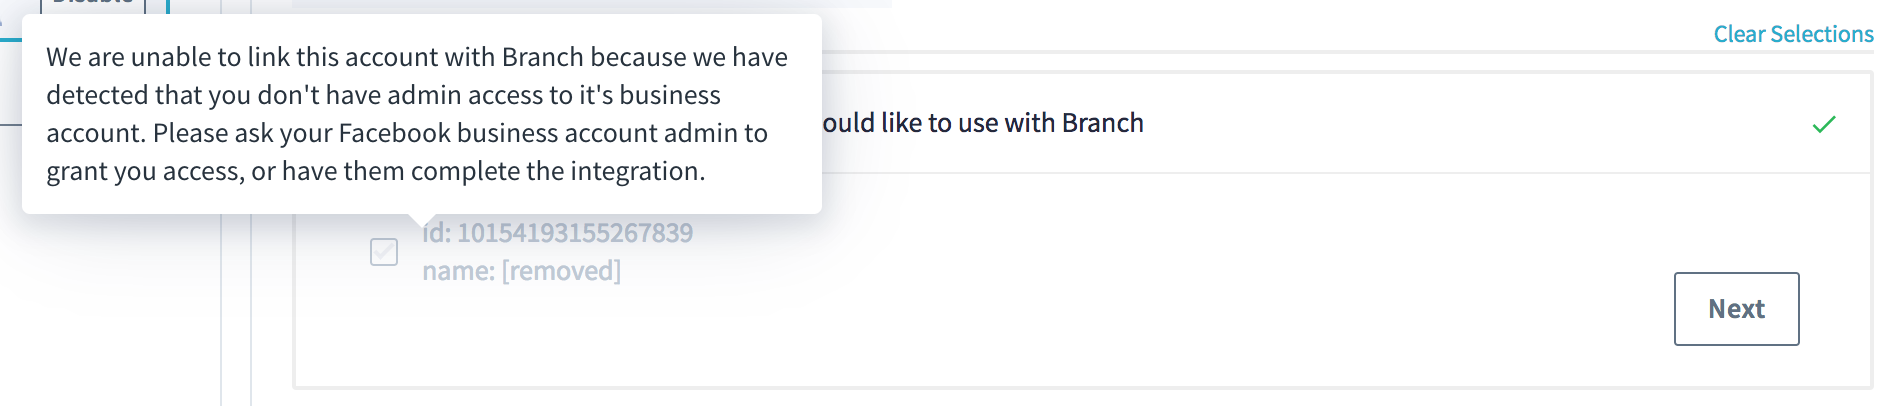 Disable
Clear Selections
We are unable to link this account with Branch because we have
detected that you don't have admin access to it's business
account. Please ask your Facebook business account admin to
grant you access, or have them complete the integration.
ould like to use with Branch
id: 10154193155267839
name: [removed]
Next